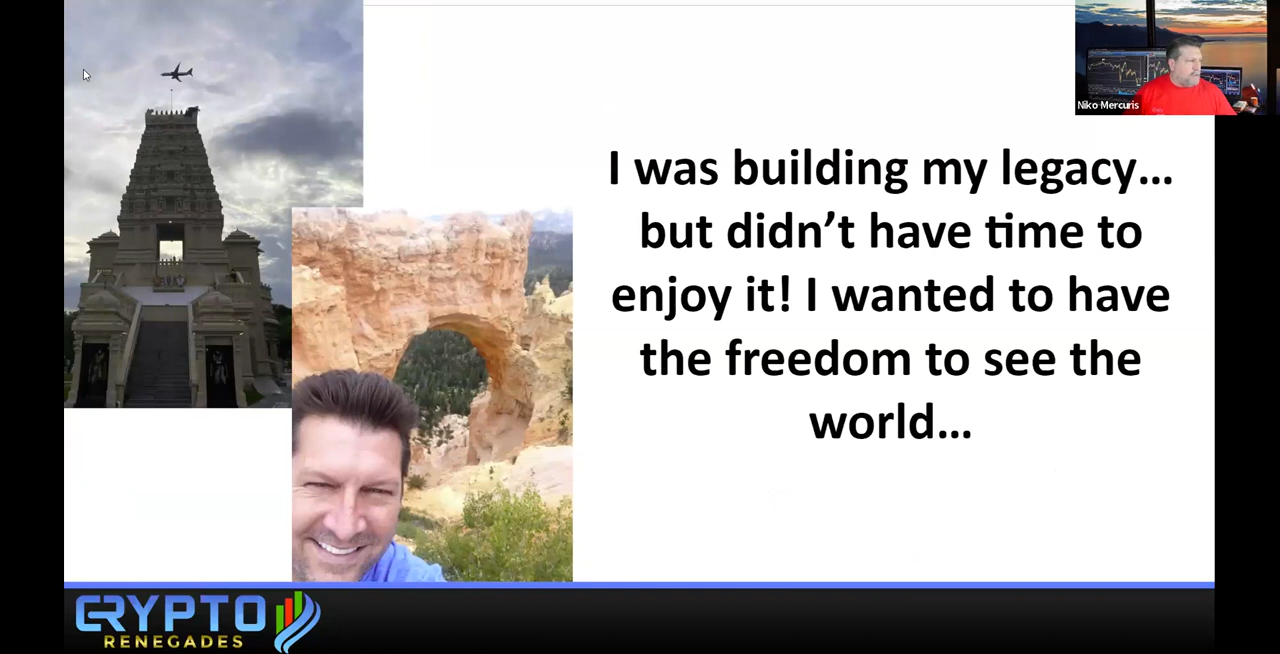 Niko Mercuris
I was building my legacy...
but didn't have time to
enjoy it! I wanted to have
the freedom to see the
world...
CRYPTO
RENEGADES